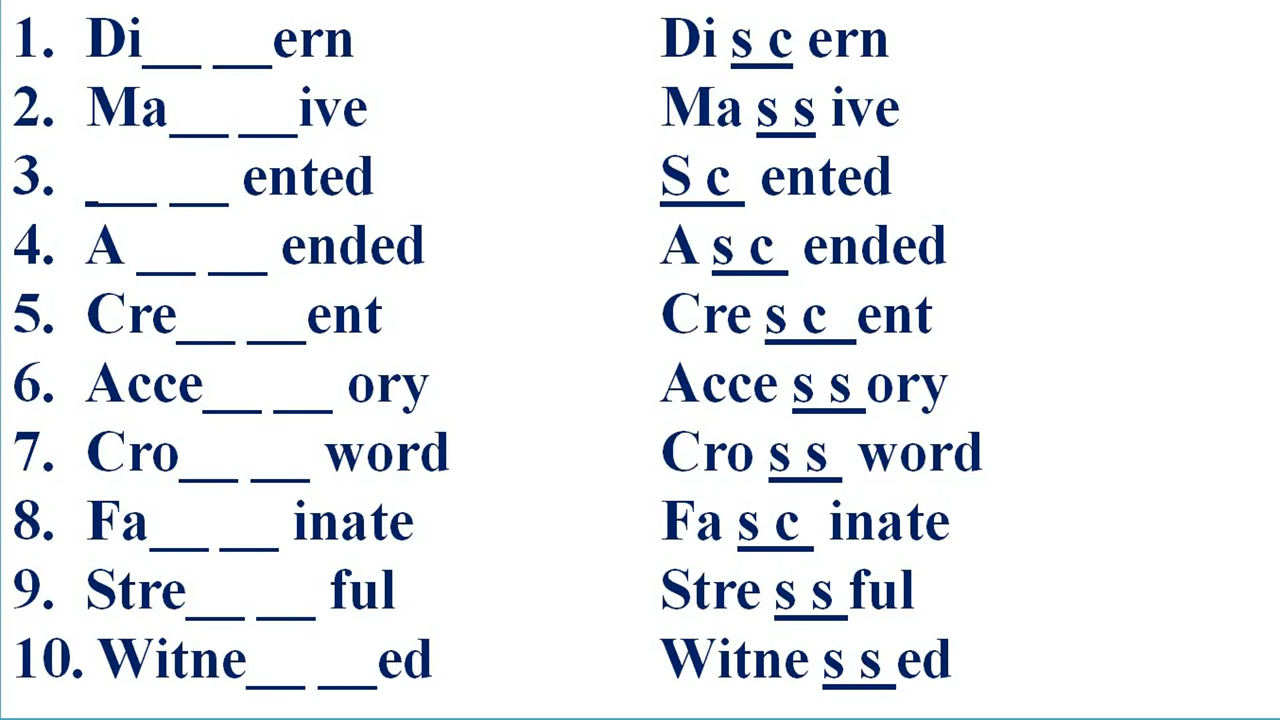 1. Di__ __ern Di s c ern
2. Ma__ __ive Ma s s ive
3. __ __ ented S c ented
4. A __ __ ended A s c ended
5. Cre__ __ent Cre s c ent
6. Acce__ __ ory Acce s s ory
7. Cro__ __ word Cro s s word
8. Fa__ __ inate Fa s c inate
9. Stre__ __ ful Stre s s ful
10. Witne__ __ed Witne s s ed